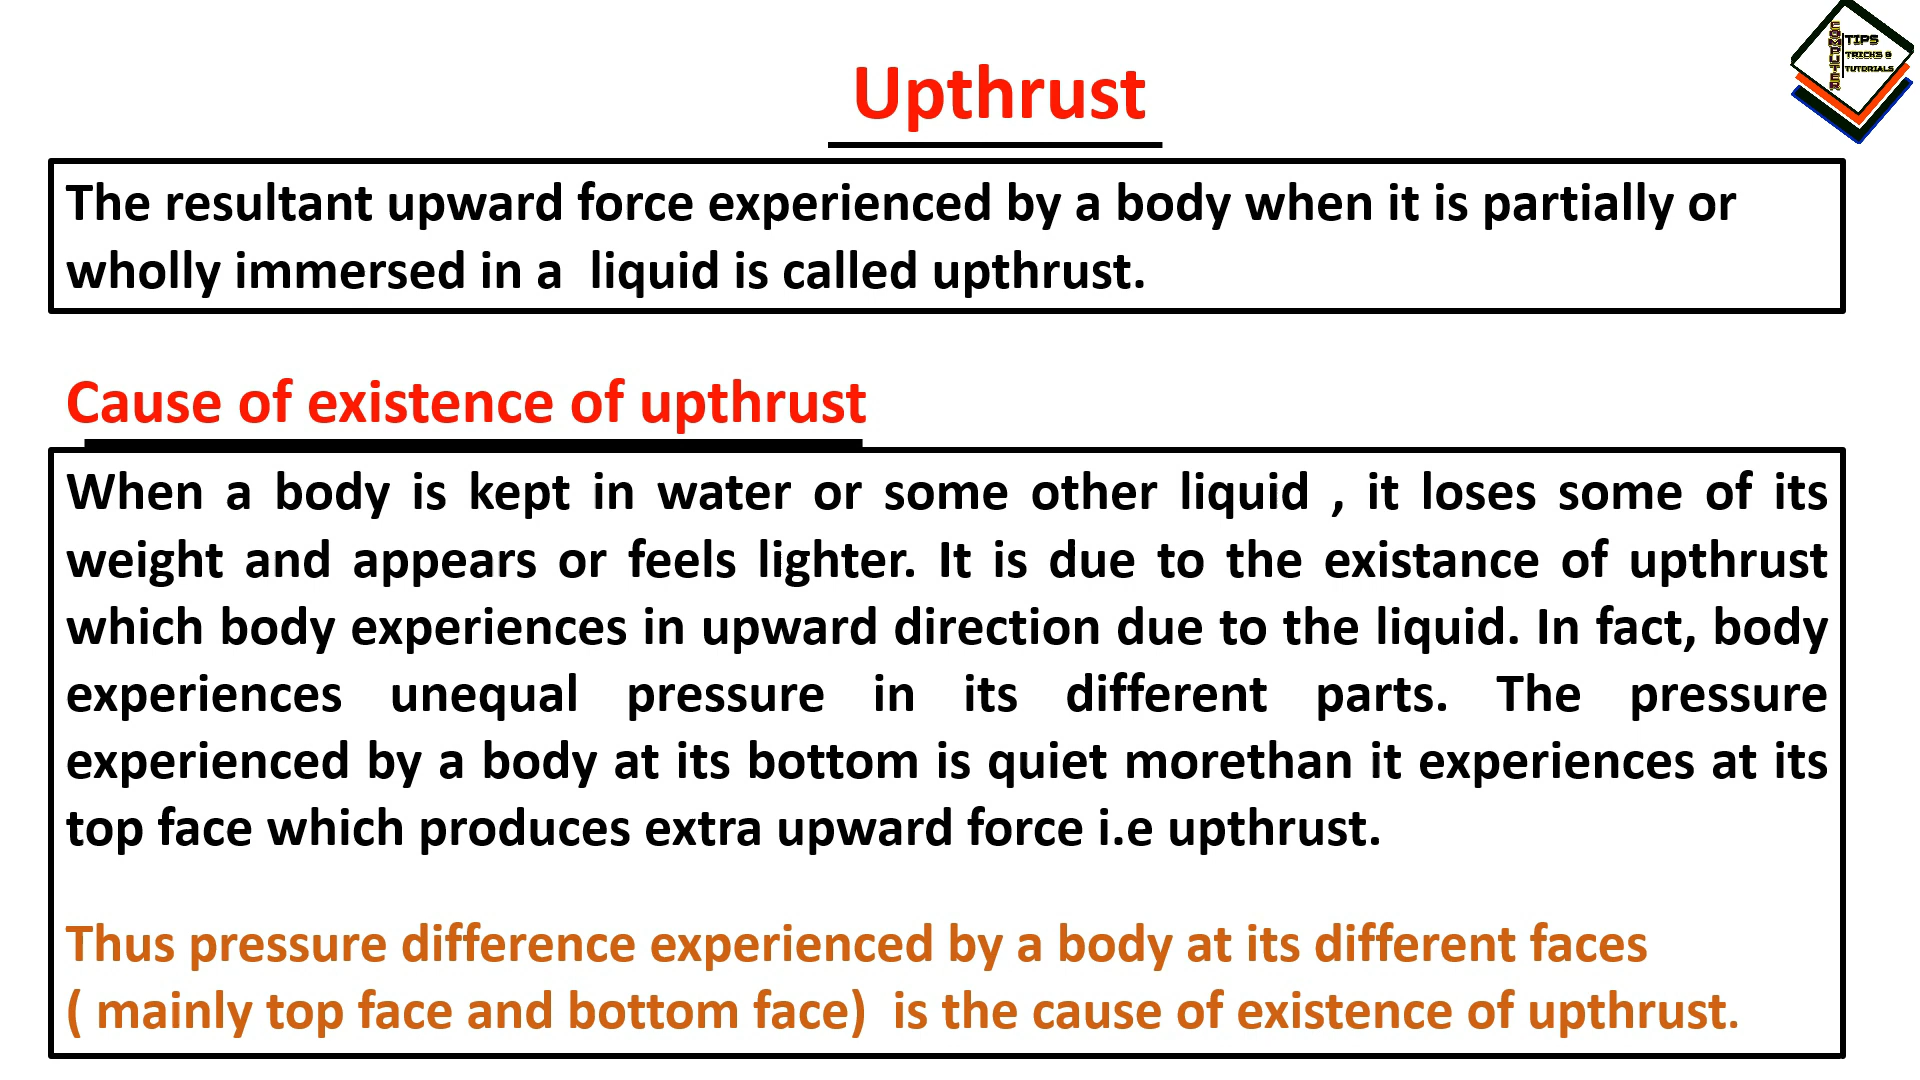 Upthrust
The resultant upward force experienced by a body when it is partially or
wholly immersed in a  liquid is called upthrust.
Cause of existence of upthrust
When a body is kept in water or some other liquid , it loses some of its
weight and appears or feels lighter. It is due to the existance of upthrust
which body experiences in upward direction due to the liquid. In fact, body
experiences unequal pressure in its different parts. The pressure
experienced by a body at its bottom is quiet morethan it experiences at its
top face which produces extra upward force i.e upthrust.
Thus pressure difference experienced by a body at its different faces
( mainly top face and bottom face)  is the cause of existence of upthrust.
COMPUTER
TIPS
TRICKS &
TUTORIALS